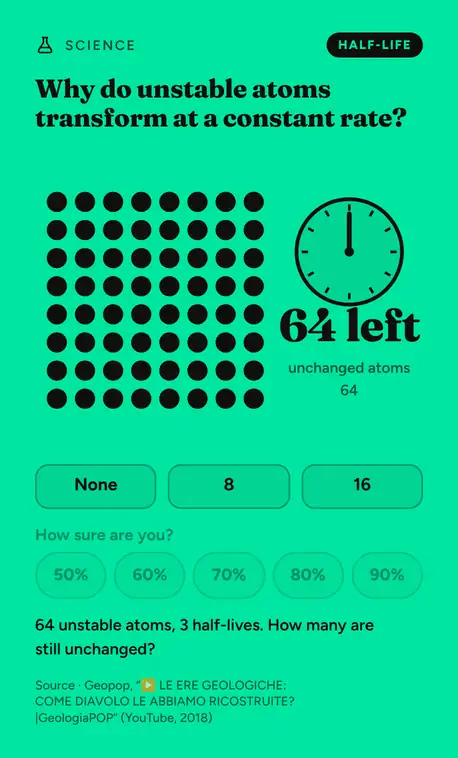 SCIENCE
HALF-LIFE
Why do unstable atoms
transform at a constant rate?
64 left
unchanged atoms
64
None
8
16
How sure are you?
50%
60%
70%
80%
90%
64 unstable atoms, 3 half-lives. How many are
still unchanged?
Source · Geopop, "▶️ LE ERE GEOLOGICHE:
COME DIAVOLO LE ABBIAMO RICOSTRUITE?
|GeologiaPOP" (YouTube, 2018)